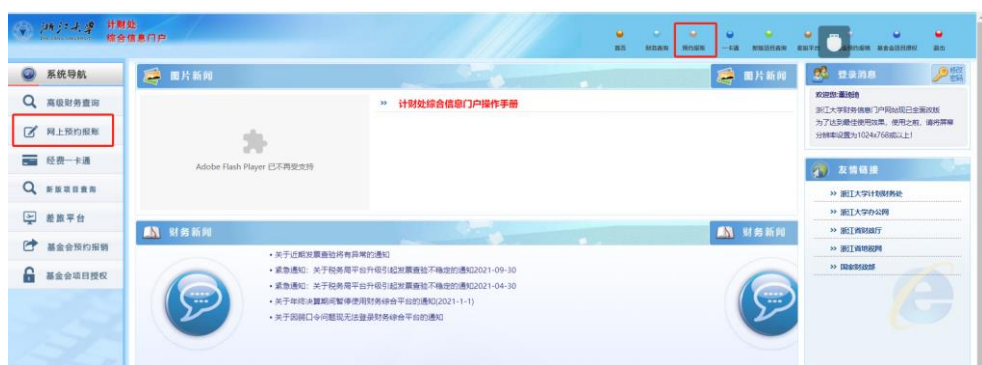 浙江大学
计财处
综合信息门户
首页 财务查询 预约报账 一卡通 新版项目查询 差旅平台 基金会项目授权 退出
系统导航
高级财务查询
网上预约报账
经费一卡通
新版项目查询
差旅平台
基金会预约报销
基金会项目授权
图片新闻
图片新闻
» 计财处综合信息门户操作手册
Adobe Flash Player 已不再受支持
财务新闻
财务新闻
• 关于近期发票查验将有异常的通知
• 紧急通知：关于税务局平台升级引起发票查验不稳定的通知2021-09-30
• 紧急通知：关于税务局平台升级引起发票查验不稳定的通知2021-04-30
• 关于年终决算期间暂停使用财务综合平台的通知(2021-1-1)
• 关于因弱口令问题现无法登录财务综合平台的通知
登录消息
修改
密码
浙江大学财务信息门户网站现已全面改版
为了达到最佳使用效果，使用之前，请将屏幕
分辨率设置为1024x768或以上！
友情链接
» 浙江大学计划财务处
» 浙江大学办公网
» 浙江省财政厅
» 浙江省地税网
» 国家财政部